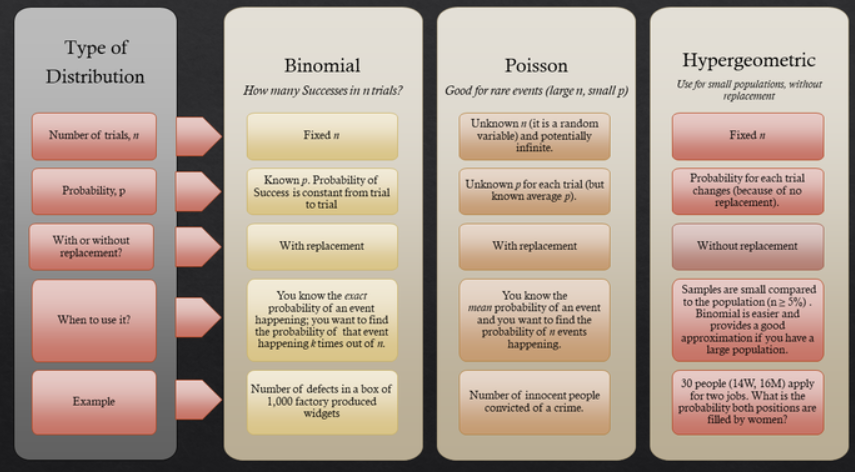 Type of
Distribution
Number of trials, n
Probability, p
With or without
replacement?
When to use it?
Example
Binomial
How many Successes in n trials?
Fixed n
Known p. Probability of
Success is constant from trial
to trial
With replacement
You know the exact
probability of an event
happening; you want to find
the probability of that event
happening k times out of n.
Number of defects in a box of
1,000 factory produced
widgets
Poisson
Good for rare events (large n, small p)
Unknown n (it is a random
variable) and potentially
infinite.
Unknown p for each trial (but
known average p).
With replacement
You know the
mean probability of an event
and you want to find the
probability of n events
happening.
Number of innocent people
convicted of a crime.
Hypergeometric
Use for small populations, without
replacement
Fixed n
Probability for each trial
changes (because of no
replacement).
Without replacement
Samples are small compared
to the population (n ≥ 5%) .
Binomial is easier and
provides a good
approximation if you have a
large population.
30 people (14W, 16M) apply
for two jobs. What is the
probability both positions are
filled by women?